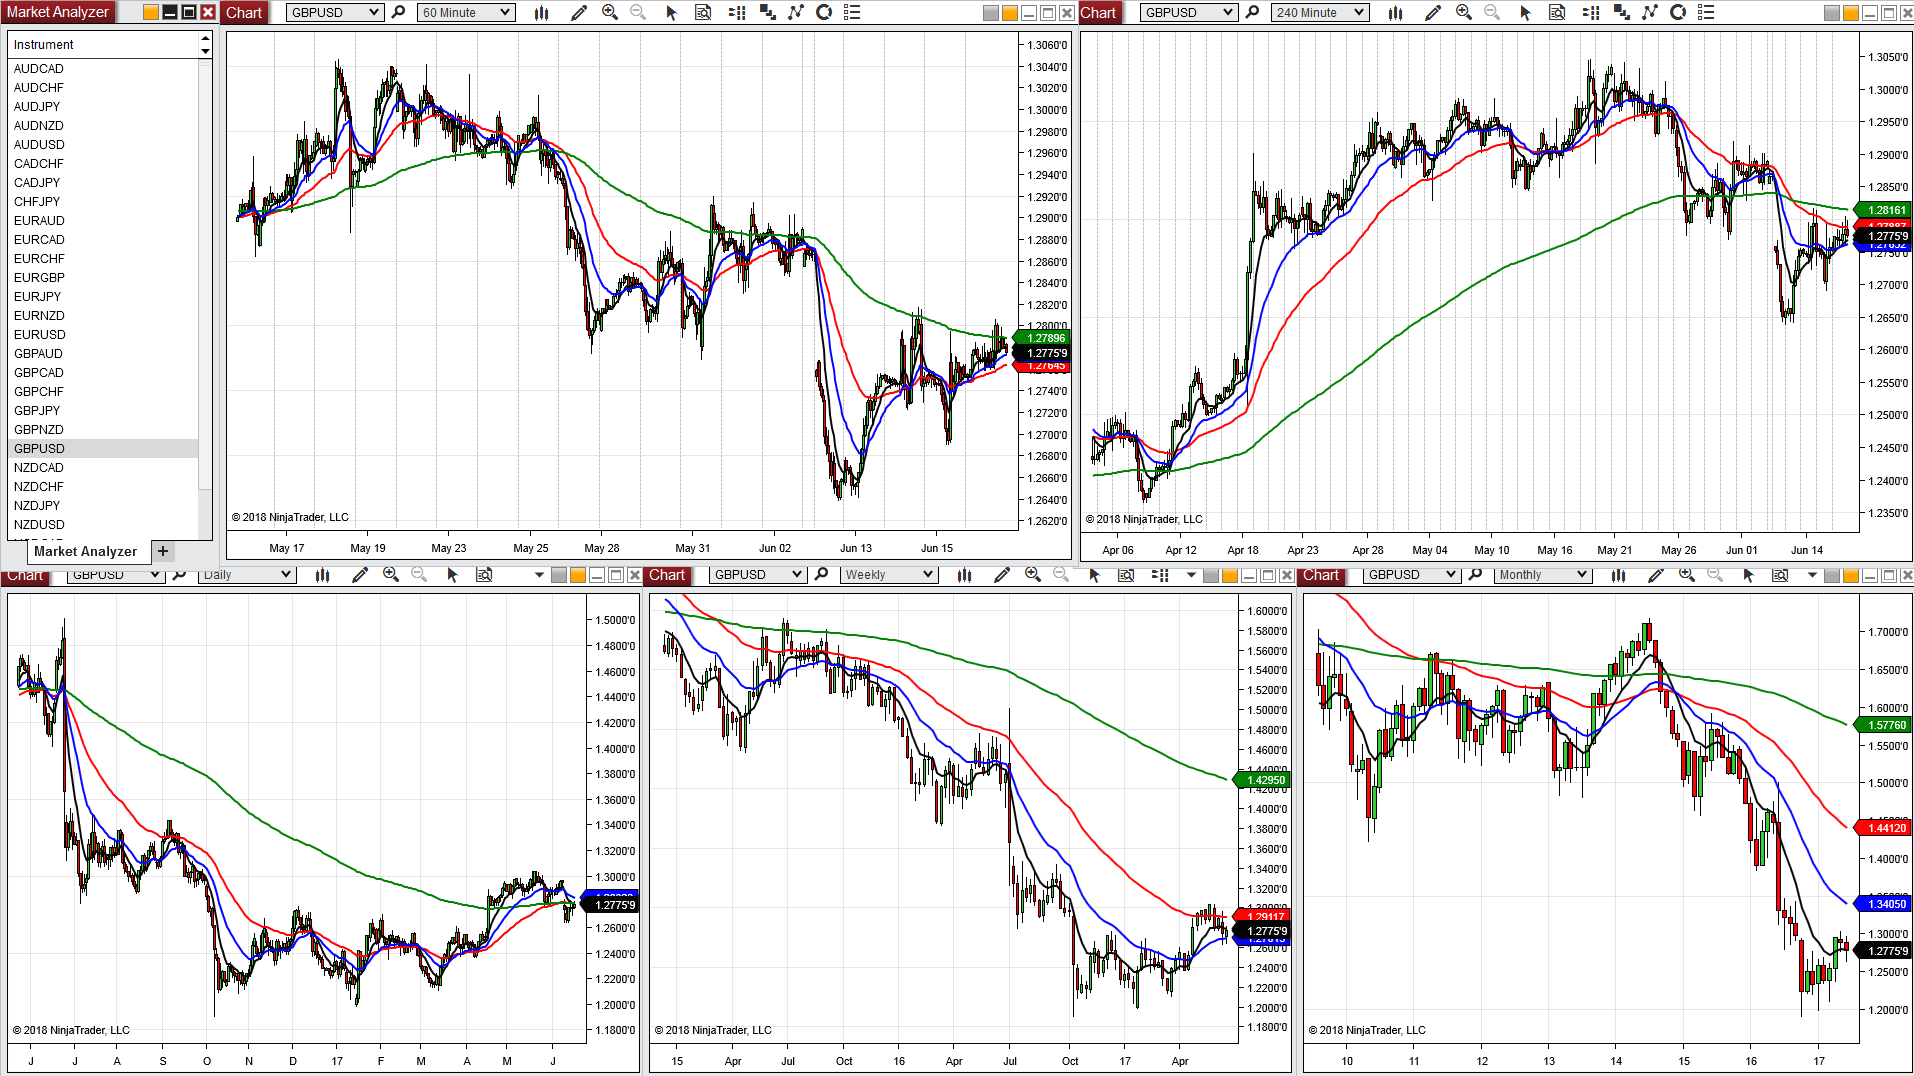 Market Analyzer
Instrument
AUDCAD
AUDCHF
AUDJPY
AUDNZD
AUDUSD
CADCHF
CADJPY
CHFJPY
EURAUD
EURCAD
EURCHF
EURGBP
EURJPY
EURNZD
EURUSD
GBPAUD
GBPCAD
GBPCHF
GBPJPY
GBPNZD
GBPUSD
NZDCAD
NZDCHF
NZDJPY
NZDUSD
Market Analyzer +
Chart GBPUSD 60 Minute
1.3060'0
1.3040'0
1.3020'0
1.3000'0
1.2980'0
1.2960'0
1.2940'0
1.2920'0
1.2900'0
1.2880'0
1.2860'0
1.2840'0
1.2820'0
1.2800'0
1.27896
1.2775'9
1.27645
1.2740'0
1.2720'0
1.2700'0
1.2680'0
1.2660'0
1.2640'0
1.2620'0
© 2018 NinjaTrader, LLC
May 17 May 19 May 23 May 25 May 28 May 31 Jun 02 Jun 13 Jun 15
Chart GBPUSD 240 Minute
1.3050'0
1.3000'0
1.2950'0
1.2900'0
1.2850'0
1.28161
1.2775'9
1.2700'0
1.2650'0
1.2600'0
1.2550'0
1.2500'0
1.2450'0
1.2400'0
1.2350'0
© 2018 NinjaTrader, LLC
Apr 06 Apr 12 Apr 18 Apr 23 Apr 28 May 04 May 10 May 16 May 21 May 26 Jun 01 Jun 14
Chart GBPUSD Daily
1.5000'0
1.4800'0
1.4600'0
1.4400'0
1.4200'0
1.4000'0
1.3800'0
1.3600'0
1.3400'0
1.3200'0
1.3000'0
1.2775'9
1.2600'0
1.2400'0
1.2200'0
1.2000'0
1.1800'0
© 2018 NinjaTrader, LLC
J J A S O N D 17 F M A M J
Chart GBPUSD Weekly
1.6000'0
1.5800'0
1.5600'0
1.5400'0
1.5200'0
1.5000'0
1.4800'0
1.4600'0
1.4400'0
1.42950
1.4200'0
1.4000'0
1.3800'0
1.3600'0
1.3400'0
1.3200'0
1.3000'0
1.29117
1.2775'9
1.2600'0
1.2400'0
1.2200'0
1.2000'0
1.1800'0
© 2018 NinjaTrader, LLC
15 Apr Jul Oct 16 Apr Jul Oct 17 Apr
Chart GBPUSD Monthly
1.7000'0
1.6500'0
1.6000'0
1.57760
1.5500'0
1.5000'0
1.44120
1.4000'0
1.34050
1.3000'0
1.2775'9
1.2500'0
1.2000'0
© 2018 NinjaTrader, LLC
10 11 12 13 14 15 16 17